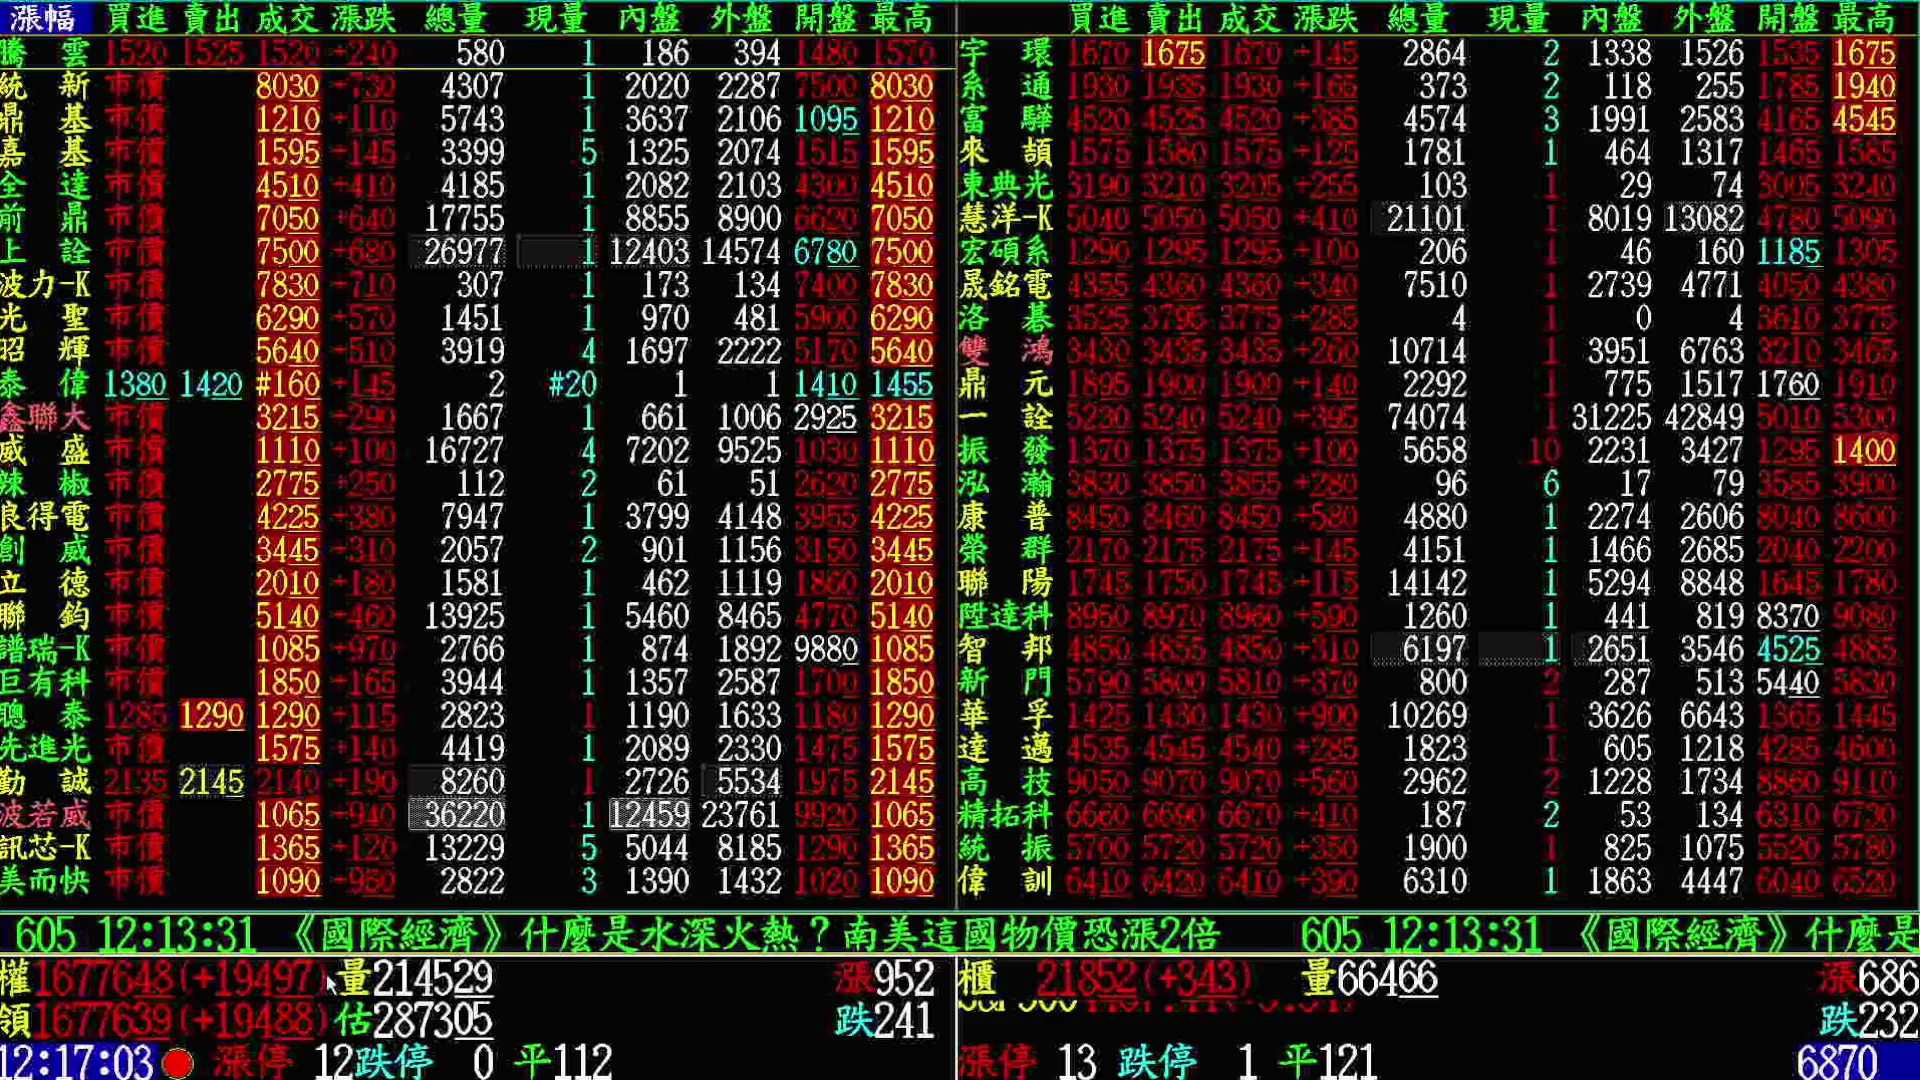 漲幅 買進 賣出 成交 漲跌 總量 現量 內盤 外盤 開盤 最高 買進 賣出 成交 漲跌 總量 現量 內盤 外盤 開盤 最高
騰雲 1520 1525 1520 +240 580 1 186 394 1480 1570 宇環 1670 1675 1670 +145 2864 2 1338 1526 1535 1675
統新 市價 8030 +730 4307 1 2020 2287 7500 8030 系通 1930 1935 1930 +165 373 2 118 255 1785 1940
鼎基 市價 1210 +110 5743 1 3637 2106 1095 1210 富驊 4520 4525 4520 +385 4574 3 1991 2583 4165 4545
嘉基 市價 1595 +145 3399 5 1325 2074 1515 1595 來頡 1575 1580 1575 +125 1781 1 464 1317 1465 1585
全達 市價 4510 +410 4185 1 2082 2103 4300 4510 東典光 3190 3210 3205 +255 103 1 29 74 3005 3240
前鼎 市價 7050 +640 17755 1 8855 8900 6620 7050 慧洋-K 5040 5050 5050 +410 21101 1 8019 13082 4780 5090
上詮 市價 7500 +680 26977 1 12403 14574 6780 7500 宏碩系 1290 1295 1295 +100 206 1 46 160 1185 1305
波力-K 市價 7830 +710 307 1 173 134 7400 7830 晟銘電 4355 4360 4360 +340 7510 1 2739 4771 4050 4380
光聖 市價 6290 +570 1451 1 970 481 5900 6290 洛碁 3525 3795 3775 +285 4 1 0 4 3610 3775
昭輝 市價 5640 +510 3919 4 1697 2222 5170 5640 雙鴻 3430 3435 3435 +260 10714 1 3951 6763 3210 3465
泰偉 1380 1420 #160 +145 2 #20 1 1 1410 1455 鼎元 1895 1900 1900 +140 2292 1 775 1517 1760 1910
鑫聯大 市價 3215 +290 1667 1 661 1006 2925 3215 一詮 5230 5240 5240 +395 74074 1 31225 42849 5010 5300
威盛 市價 1110 +100 16727 4 7202 9525 1030 1110 振發 1370 1375 1375 +100 5658 10 2231 3427 1295 1400
辣椒 市價 2775 +250 112 2 61 51 2620 2775 泓瀚 3830 3850 3855 +280 96 6 17 79 3585 3900
良得電 市價 4225 +380 7947 1 3799 4148 3955 4225 康普 8450 8460 8450 +580 4880 1 2274 2606 8040 8600
創威 市價 3445 +310 2057 2 901 1156 3150 3445 榮群 2170 2175 2175 +145 4151 1 1466 2685 2040 2200
立德 市價 2010 +180 1581 1 462 1119 1860 2010 聯陽 1745 1750 1745 +115 14142 1 5294 8848 1645 1780
聯鈞 市價 5140 +460 13925 1 5460 8465 4770 5140 陞達科 8950 8970 8960 +590 1260 1 441 819 8370 9080
譜瑞-K 市價 1085 +970 2766 1 874 1892 9880 1085 智邦 4850 4855 4850 +310 6197 1 2651 3546 4525 4885
巨有科 市價 1850 +165 3944 1 1357 2587 1700 1850 新門 5790 5800 5810 +370 800 2 287 513 5440 5830
聰泰 1285 1290 1290 +115 2823 1 1190 1633 1180 1290 華孚 1425 1430 1430 +900 10269 1 3626 6643 1365 1445
先進光 市價 1575 +140 4419 1 2089 2330 1475 1575 達邁 4535 4545 4540 +285 1823 1 605 1218 4285 4600
勤誠 2135 2145 2140 +190 8260 1 2726 5534 1975 2145 高技 9050 9070 9070 +560 2962 2 1228 1734 8860 9110
波若威 市價 1065 +940 36220 1 12459 23761 9920 1065 精拓科 6660 6690 6670 +410 187 2 53 134 6310 6730
訊芯-K 市價 1365 +120 13229 5 5044 8185 1290 1365 統振 5700 5720 5720 +350 1900 1 825 1075 5520 5780
美而快 市價 1090 +950 2822 3 1390 1432 1020 1090 偉訓 6410 6420 6410 +390 6310 1 1863 4447 6040 6520
605 12:13:31 《國際經濟》什麼是水深火熱？南美這國物價恐漲2倍 605 12:13:31 《國際經濟》什麼是
權1677648(+19497) 量214529 漲952 櫃 21852(+343) 量66466 漲686
領1677639(+19488) 估287305 跌241 跌232
12:17:03 漲停 12 跌停 0 平112 漲停 13 跌停 1 平121 6870